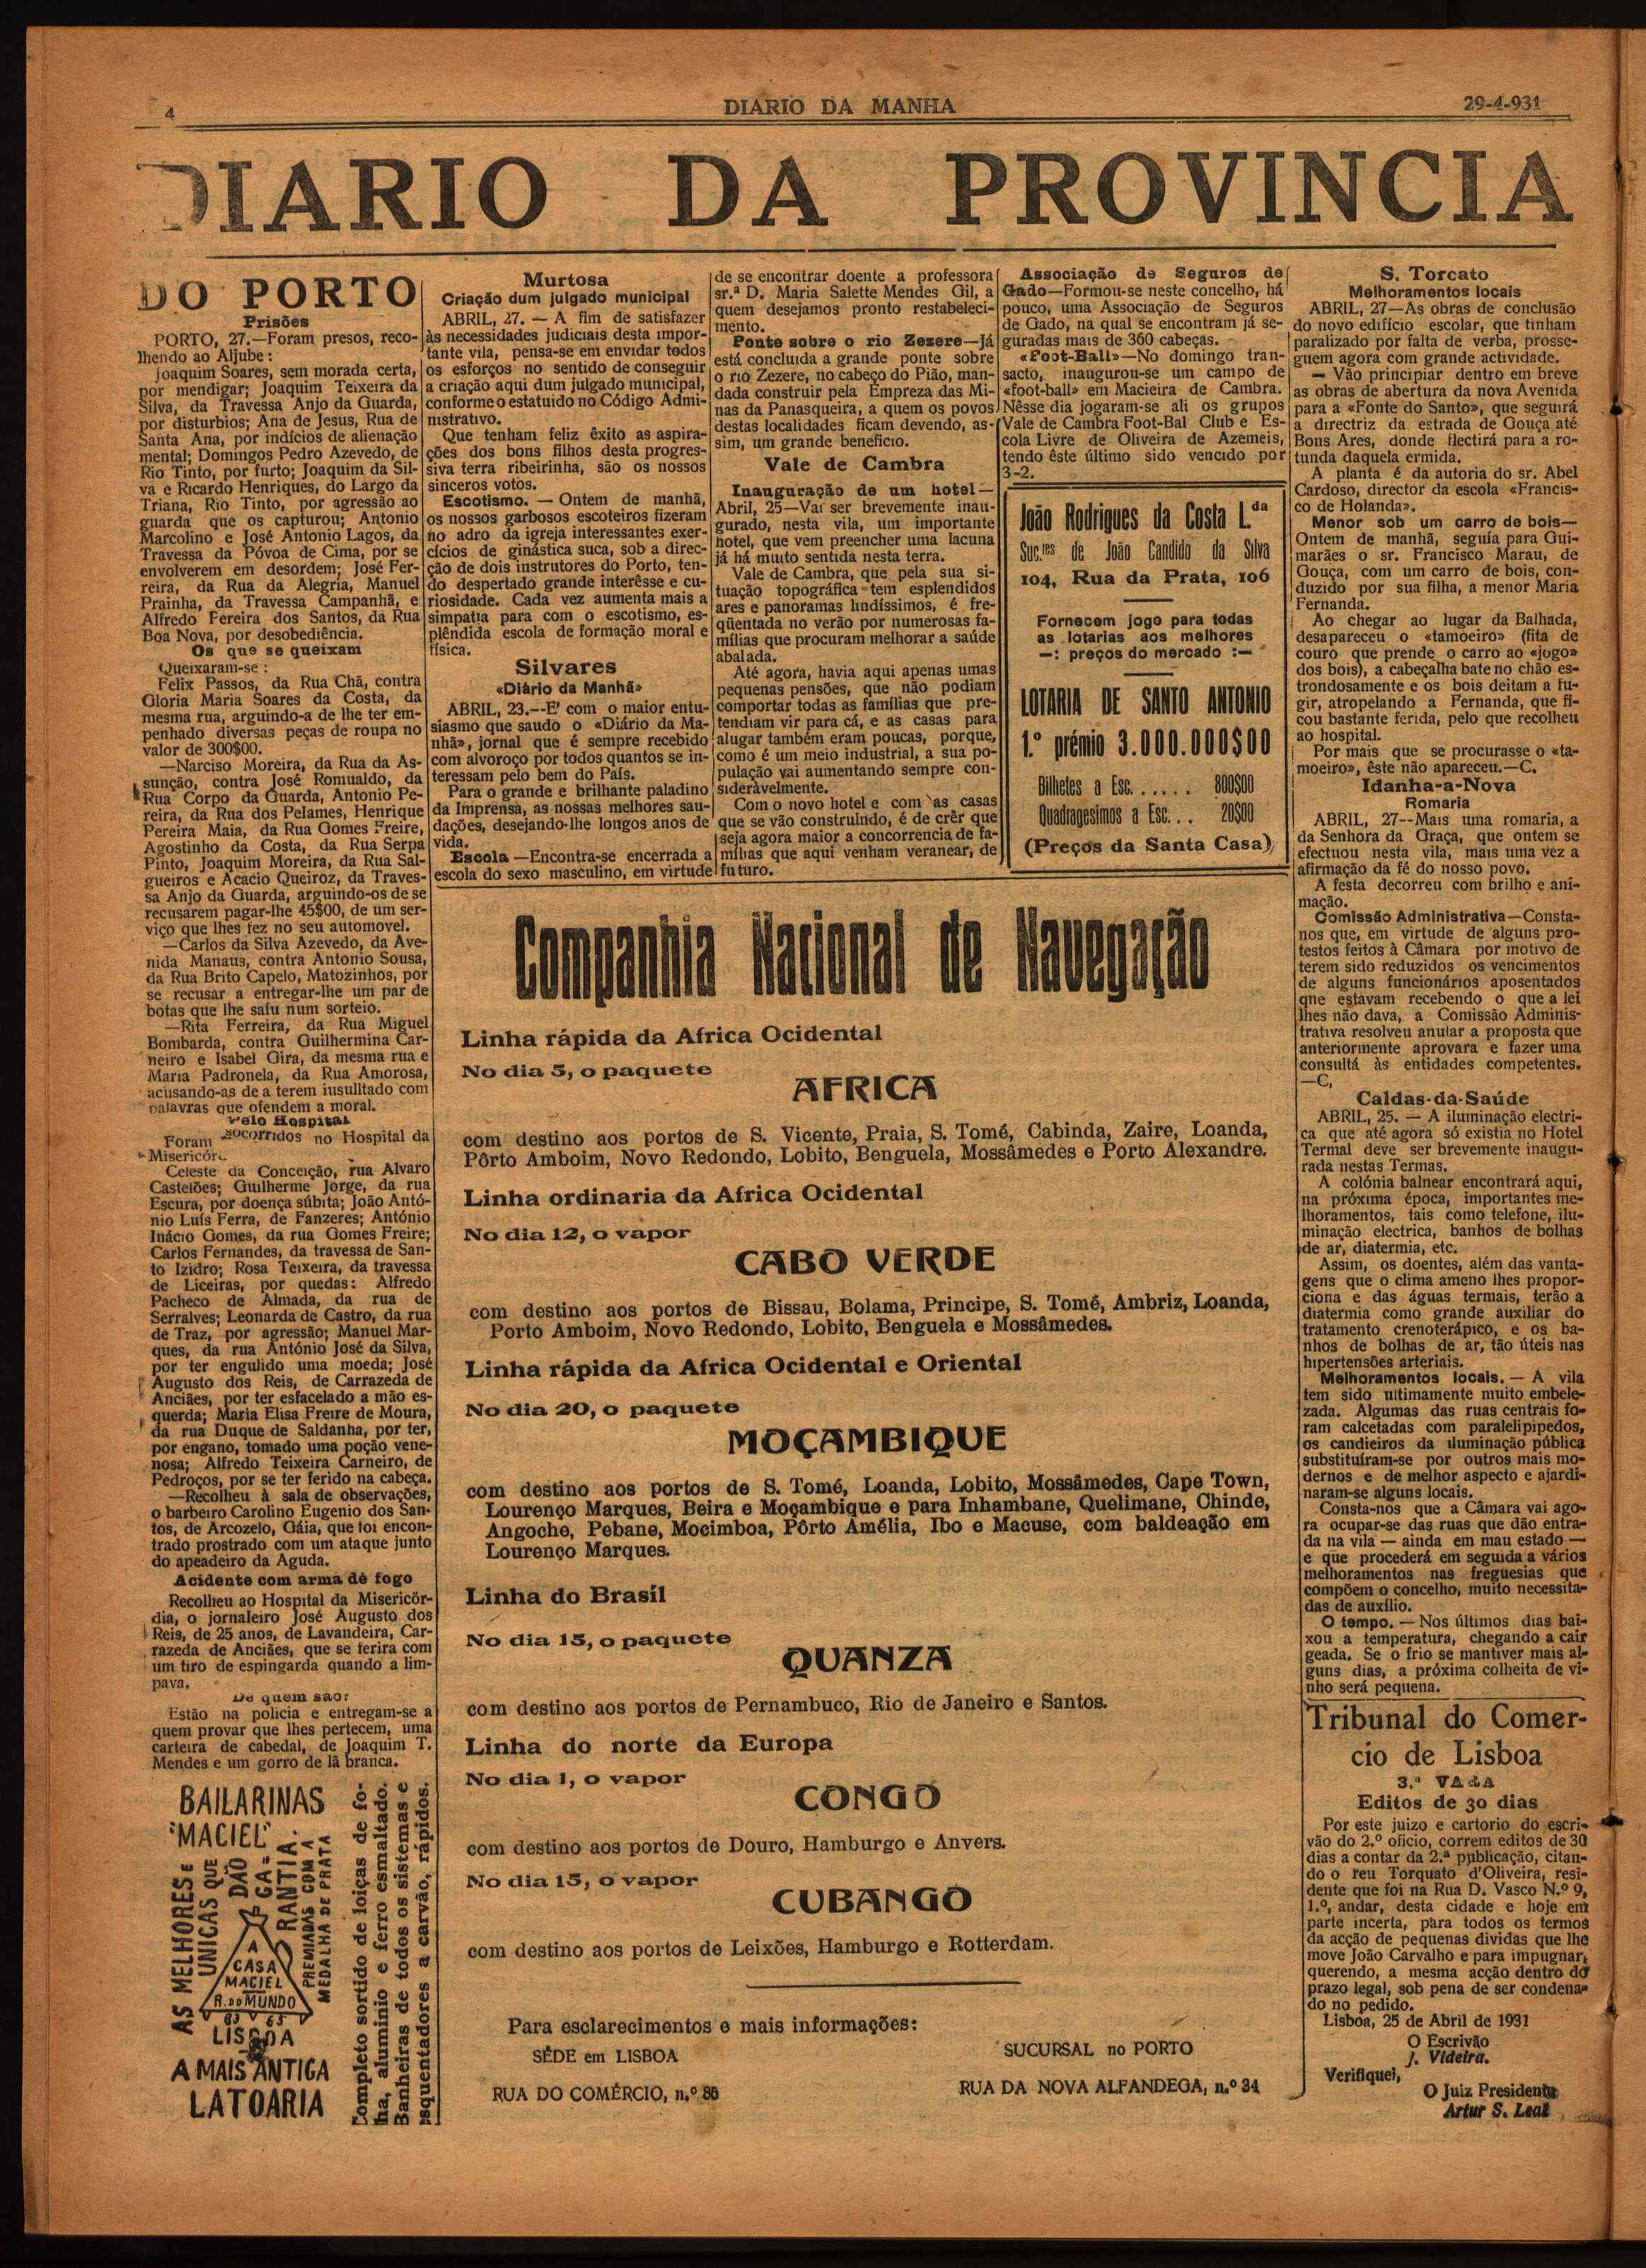 4
DIARIO DA MANHA
29-4-931
DIARIO DA PROVINCIA
DO PORTO
Prisões
PORTO, 27.—Foram presos, reco-
lhendo ao Aljube:
Joaquim Soares, sem morada certa,
por mendigar; Joaquim Teixeira da
Silva, da Travessa Anjo da Guarda,
por disturbios; Ana de Jesus, Rua de
Santa Ana, por indícios de alienação
mental; Domingos Pedro Azevedo, de
Rio Tinto, por furto; Joaquim da Sil-
va e Ricardo Henriques, do Largo da
Triana, Rio Tinto, por agressão ao
guarda que os capturou; Antonio
Marcolino e José Antonio Lagos, da
Travessa da Póvoa de Cima, por se
envolverem em desordem; José Fer-
reira, da Rua da Alegria, Manuel
Prainha, da Travessa Campanhã, e
Alfredo Fereira dos Santos, da Rua
Boa Nova, por desobediência.
Os que se queixam
Queixaram-se:
Felix Passos, da Rua Chã, contra
Gloria Maria Soares da Costa, da
mesma rua, arguindo-a de lhe ter em-
penhado diversas peças de roupa no
valor de 300$00.
—Narciso Moreira, da Rua da As-
sunção, contra José Romualdo, da
Rua Corpo da Guarda, Antonio Pe-
reira, da Rua dos Pelames, Henrique
Pereira Maia, da Rua Gomes Freire,
Agostinho da Costa, da Rua Serpa
Pinto, Joaquim Moreira, da Rua Sal-
gueiros e Acacio Queiroz, da Traves-
sa Anjo da Guarda, arguindo-os de se
recusarem pagar-lhe 45$00, de um ser-
viço que lhes fez no seu automovel.
—Carlos da Silva Azevedo, da Ave-
nida Manaus, contra Antonio Sousa,
da Rua Brito Capelo, Matozinhos, por
se recusar a entregar-lhe um par de
botas que lhe saíu num sorteio.
—Rita Ferreira, da Rua Miguel
Bombarda, contra Guilhermina Car-
neiro e Isabel Gira, da mesma rua e
Maria Padronela, da Rua Amorosa,
acusando-as de a terem iusulltado com
palavras que ofendem a moral.
Pelo Hospital
Foram socorridos no Hospital da
Misericór
Celeste da Conceição, rua Alvaro
Castelões; Guilherme Jorge, da rua
Escura, por doença súbita; João Antó-
nio Luís Ferra, de Fanzeres; António
Inácio Gomes, da rua Gomes Freire;
Carlos Fernandes, da travessa de San-
to Izidro; Rosa Teixeira, da travessa
de Liceiras, por quedas: Alfredo
Pacheco de Almada, da rua de
Serralves; Leonarda de Castro, da rua
de Traz, por agressão; Manuel Mar-
ques, da rua António José da Silva,
por ter engulido uma moeda; José
Augusto dos Reis, de Carrazeda de
Anciães, por ter esfacelado a mão es-
querda; Maria Elisa Freire de Moura,
da rua Duque de Saldanha, por ter,
por engano, tomado uma poção vene-
nosa; Alfredo Teixeira Carneiro, de
Pedroços, por se ter ferido na cabeça.
—Recolheu à sala de observações,
o barbeiro Carolino Eugenio dos San-
tos, de Arcozelo, Gáia, que foi encon-
trado prostrado com um ataque junto
do apeadeiro da Aguda.
Acidente com arma de fogo
Recolheu ao Hospital da Misericór-
dia, o jornaleiro José Augusto dos
Reis, de 25 anos, de Lavandeira, Car-
razeda de Anciães, que se ferira com
um tiro de espingarda quando a lim-
pava.
De quem sao?
Estão na policia e entregam-se a
quem provar que lhes pertecem, uma
carteira de cabedal, de Joaquim T.
Mendes e um gorro de lã branca.
BAILARINAS
"MACIEL"
AS MELHORES E
UNICAS QUE
DÃO
GA-
RANTIA.
PREMIADAS COM A
MEDALHA DE PRATA
A
CASA
MACIEL
R. DO MUNDO
63 65
LISBOA
A MAIS ANTIGA
LATOARIA
Completo sortido de loiças de fo-
lha, aluminio e ferro esmaltado.
Banheiras de todos os sistemas e
esquentadores a carvão, rápidos.
Murtosa
Criação dum julgado municipal
ABRIL, 27. — A fim de satisfazer
às necessidades judiciais desta impor-
tante vila, pensa-se em envidar todos
os esforços no sentido de conseguir
a criação aqui dum julgado municipal,
conforme o estatuido no Código Admi-
nistrativo.
Que tenham feliz êxito as aspira-
ções dos bons filhos desta progres-
siva terra ribeirinha, são os nossos
sinceros votos.
Escotismo. — Ontem de manhã,
os nossos garbosos escoteiros fizeram
no adro da igreja interessantes exer-
cícios de ginástica suca, sob a direc-
ção de dois instrutores do Porto, ten-
do despertado grande interêsse e cu-
riosidade. Cada vez aumenta mais a
simpatia para com o escotismo, es-
plêndida escola de formação moral e
física.
Silvares
«Diário da Manhã»
ABRIL, 23.--E' com o maior entu-
siasmo que saudo o «Diário da Ma-
nhã», jornal que é sempre recebido
com alvoroço por todos quantos se in-
teressam pelo bem do País.
Para o grande e brilhante paladino
da Imprensa, as nossas melhores sau-
dações, desejando-lhe longos anos de
vida.
Escola —Encontra-se encerrada a
escola do sexo masculino, em virtude
de se encontrar doente a professora
sr.ª D. Maria Salette Mendes Gil, a
quem desejamos pronto restabeleci-
mento.
Ponte sobre o rio Zezere—Já
está concluida a grande ponte sobre
o rio Zezere, no cabeço do Pião, man-
dada construir pela Empreza das Mi-
nas da Panasqueira, a quem os povos
destas localidades ficam devendo, as-
sim, um grande beneficio.
Vale de Cambra
Inauguração de um hotel—
Abril, 25—Vai ser brevemente inau-
gurado, nesta vila, um importante
hotel, que vem preencher uma lacuna
já há muito sentida nesta terra.
Vale de Cambra, que pela sua si-
tuação topográfica tem esplendidos
ares e panoramas lindíssimos, é fre-
qüentada no verão por numerosas fa-
mílias que procuram melhorar a saúde
abalada.
Até agora, havia aqui apenas umas
pequenas pensões, que não podiam
comportar todas as famílias que pre-
tendiam vir para cá, e as casas para
alugar também eram poucas, porque,
como é um meio industrial, a sua po-
pulação vai aumentando sempre con-
sideràvelmente.
Com o novo hotel e com as casas
que se vão construíndo, é de crêr que
seja agora maior a concorrencia de fa-
mílias que aqui venham veranear, de
futuro.
Associação de Seguros de
Gado—Formou-se neste concelho, há
pouco, uma Associação de Seguros
de Gado, na qual se encontram já se-
guradas mais de 360 cabeças.
«Foot-Ball»—No domingo tran-
sacto, inaugurou-se um campo de
«foot-ball» em Macieira de Cambra.
Nêsse dia jogaram-se ali os grupos
Vale de Cambra Foot-Bal Club e Es-
cola Livre de Oliveira de Azemeis,
tendo êste último sido vencido por
3-2.
João Rodrigues da Costa L.da
Suc.res de João Candido da Silva
104, Rua da Prata, 106
Fornecem jogo para todas
as lotarias aos melhores
—: preços do mercado :—
LOTARIA DE SANTO ANTONIO
1.º prémio 3.000.000$00
Bilhetes a Esc...... 800$00
Quadragesimos a Esc... 20$00
(Preços da Santa Casa)
Companhia Nacional de Navegação
Linha rápida da Africa Ocidental
No dia 5, o paquete
AFRICA
com destino aos portos de S. Vicente, Praia, S. Tomé, Cabinda, Zaire, Loanda,
Pôrto Amboim, Novo Redondo, Lobito, Benguela, Mossâmedes e Porto Alexandre.
Linha ordinaria da Africa Ocidental
No dia 12, o vapor
CABO VERDE
com destino aos portos de Bissau, Bolama, Principe, S. Tomé, Ambriz, Loanda,
Porto Amboim, Novo Redondo, Lobito, Benguela e Mossâmedes.
Linha rápida da Africa Ocidental e Oriental
No dia 20, o paquete
MOÇAMBIQUE
com destino aos portos de S. Tomé, Loanda, Lobito, Mossâmedes, Cape Town,
Lourenço Marques, Beira e Moçambique e para Inhambane, Quelimane, Chinde,
Angoche, Pebane, Mocimboa, Pôrto Amélia, Ibo e Macuse, com baldeação em
Lourenço Marques.
Linha do Brasil
No dia 15, o paquete
QUANZA
com destino aos portos de Pernambuco, Rio de Janeiro e Santos.
Linha do norte da Europa
No dia 1, o vapor
CONGO
com destino aos portos de Douro, Hamburgo e Anvers.
No dia 15, o vapor
CUBANGO
com destino aos portos de Leixões, Hamburgo e Rotterdam.
Para esclarecimentos e mais informações:
SÉDE em LISBOA
RUA DO COMÉRCIO, n.º 85
SUCURSAL no PORTO
RUA DA NOVA ALFANDEGA, n.º 34
S. Torcato
Melhoramentos locais
ABRIL, 27—As obras de conclusão
do novo edifício escolar, que tinham
paralizado por falta de verba, prosse-
guem agora com grande actividade.
— Vão principiar dentro em breve
as obras de abertura da nova Avenida
para a «Fonte do Santo», que seguirá
a directriz da estrada de Gouça até
Bons Ares, donde flectirá para a ro-
tunda daquela ermida.
A planta é da autoria do sr. Abel
Cardoso, director da escola «Francis-
co de Holanda».
Menor sob um carro de bois—
Ontem de manhã, seguía para Gui-
marães o sr. Francisco Marau, de
Gouça, com um carro de bois, con-
duzido por sua filha, a menor Maria
Fernanda.
Ao chegar ao lugar da Balhada,
desapareceu o «tamoeiro» (fita de
couro que prende o carro ao «jugo»
dos bois), a cabeçalha bate no chão es-
trondosamente e os bois deitam a fu-
gir, atropelando a Fernanda, que fi-
cou bastante ferida, pelo que recolheu
ao hospital.
Por mais que se procurasse o «ta-
moeiro», êste não apareceu.—C.
Idanha-a-Nova
Romaria
ABRIL, 27--Mais uma romaria, a
da Senhora da Graça, que ontem se
efectuou nesta vila, mais uma vez a
afirmação da fé do nosso povo.
A festa decorreu com brilho e ani-
mação.
Comissão Administrativa—Consta-
nos que, em virtude de alguns pro-
testos feitos à Câmara por motivo de
terem sido reduzidos os vencimentos
de alguns funcionários aposentados
qne estavam recebendo o que a lei
lhes não dava, a Comissão Adminis-
trativa resolveu anular a proposta que
anteriormente aprovara e fazer uma
consultá às entidades competentes.
—C,
Caldas-da-Saúde
ABRIL, 25. — A iluminação electri-
ca que até agora só existia no Hotel
Termal deve ser brevemente inaugu-
rada nestas Termas.
A colónia balnear encontrará aqui,
na próxima época, importantes me-
lhoramentos, tais como telefone, ilu-
minação electrica, banhos de bolhas
de ar, diatermia, etc.
Assim, os doentes, além das vanta-
gens que o clima ameno lhes propor-
ciona e das águas termais, terão a
diatermia como grande auxiliar do
tratamento crenoterápico, e os ba-
nhos de bolhas de ar, tão úteis nas
hipertensões arteriais.
Melhoramentos locais. — A vila
tem sido ultimamente muito embele-
zada. Algumas das ruas centrais fo-
ram calcetadas com paralelipipedos,
os candieiros da iluminação pública
substituíram-se por outros mais mo-
dernos e de melhor aspecto e ajardi-
naram-se alguns locais.
Consta-nos que a Câmara vai ago-
ra ocupar-se das ruas que dão entra-
da na vila — ainda em mau estado —
e que procederá em seguida a vários
melhoramentos nas freguesias que
compõem o concelho, muito necessita-
das de auxílio.
O tempo. — Nos últimos dias bai-
xou a temperatura, chegando a cair
geada. Se o frio se mantiver mais al-
guns dias, a próxima colheita de vi-
nho será pequena.
Tribunal do Comer-
cio de Lisboa
3.ª VARA
Editos de 30 dias
Por este juizo e cartorio do escri-
vão do 2.º oficio, correm editos de 30
dias a contar da 2.ª publicação, citan-
do o reu Torquato d'Oliveira, resi-
dente que foi na Rua D. Vasco N.º 9,
1.º, andar, desta cidade e hoje em
parte incerta, para todos os termos
da acção de pequenas dividas que lhe
move João Carvalho e para impugnar,
querendo, a mesma acção dentro do
prazo legal, sob pena de ser condena-
do no pedido.
Lisboa, 25 de Abril de 1931
O Escrivão
J. Videira.
Verifiquei,
O Juiz Presidente
Artur S. Leal